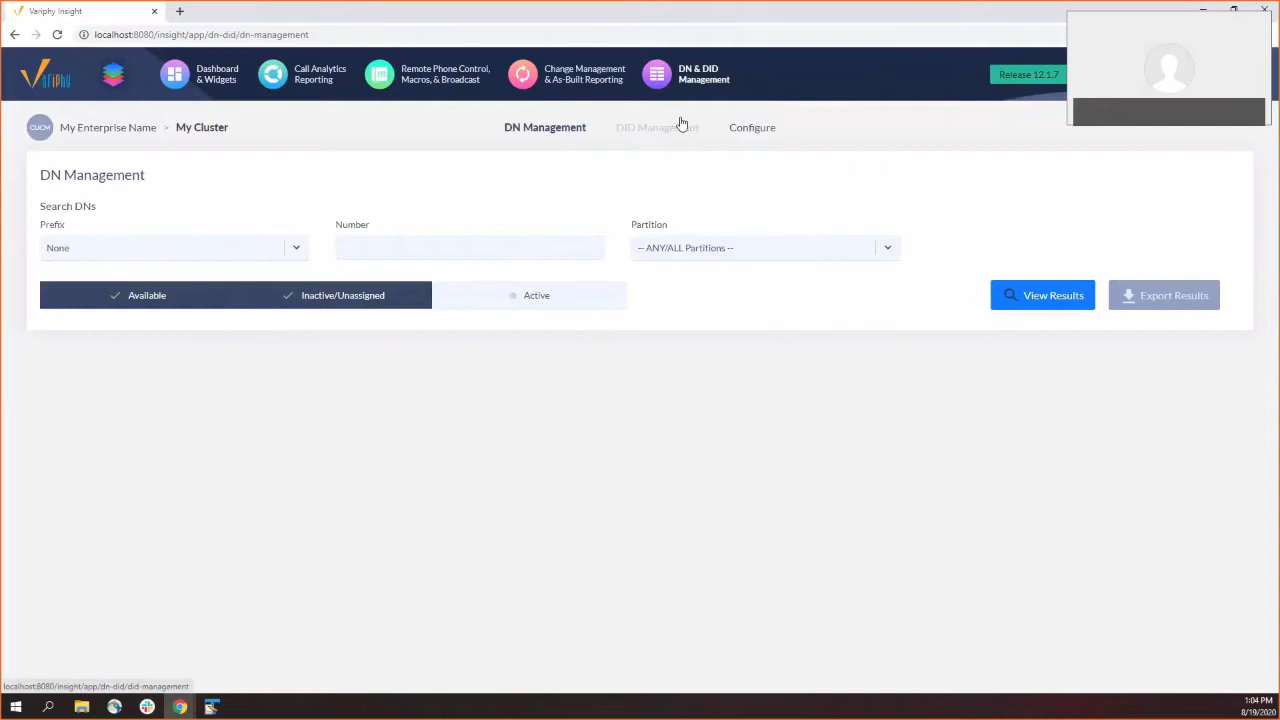 Variphy Insight
localhost:8080/insight/app/dn-did/dn-management
Variphy
Dashboard
& Widgets
Call Analytics
Reporting
Remote Phone Control,
Macros, & Broadcast
Change Management
& As-Built Reporting
DN & DID
Management
Release 12.1.7
CUCM
My Enterprise Name > My Cluster
DN Management
DID Management
Configure
DN Management
Search DNs
Prefix
Number
Partition
None
-- ANY/ALL Partitions --
Available
Inactive/Unassigned
Active
View Results
Export Results
localhost:8080/insight/app/dn-did/did-management
1:04 PM
8/19/2020